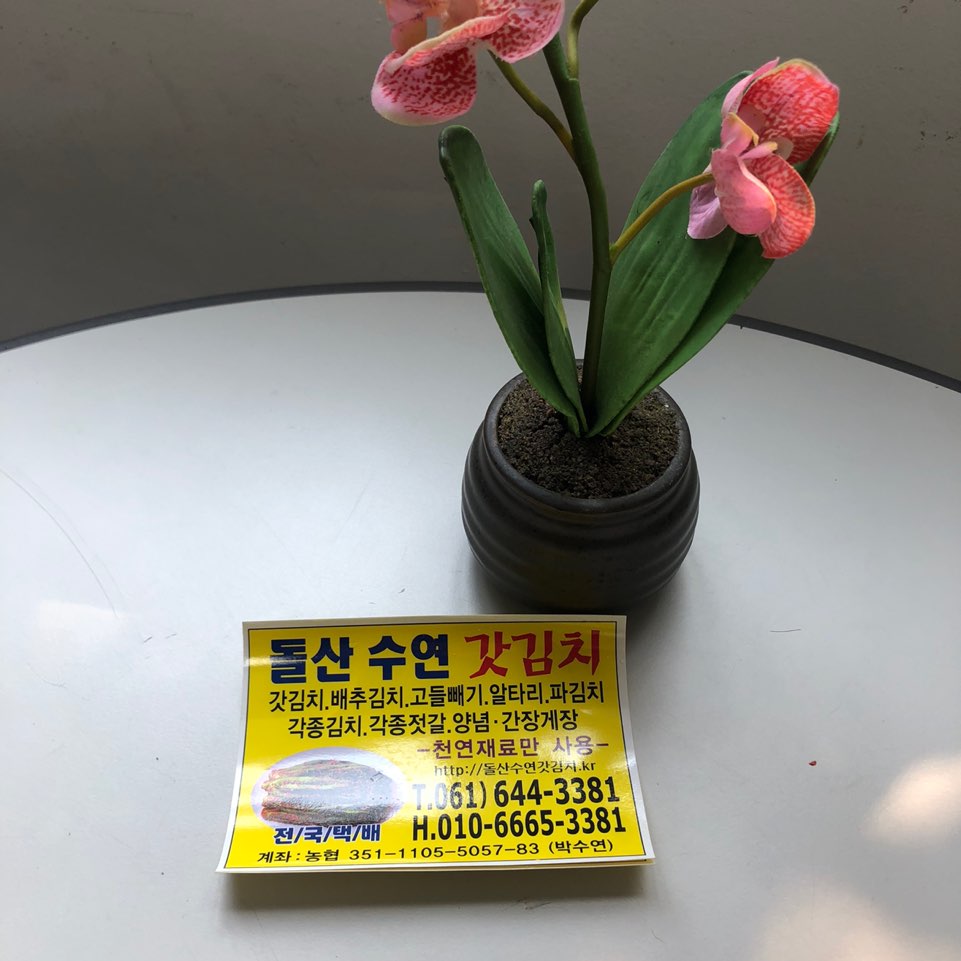 돌산 수연 갓김치
갓김치.배추김치.고들빼기.알타리.파김치
각종김치.각종젓갈.양념·간장게장
-천연재료만 사용-
http://돌산수연갓김치.kr
T.061) 644-3381
H.010-6665-3381
전/국/택/배
계좌 : 농협 351-1105-5057-83 (박수연)